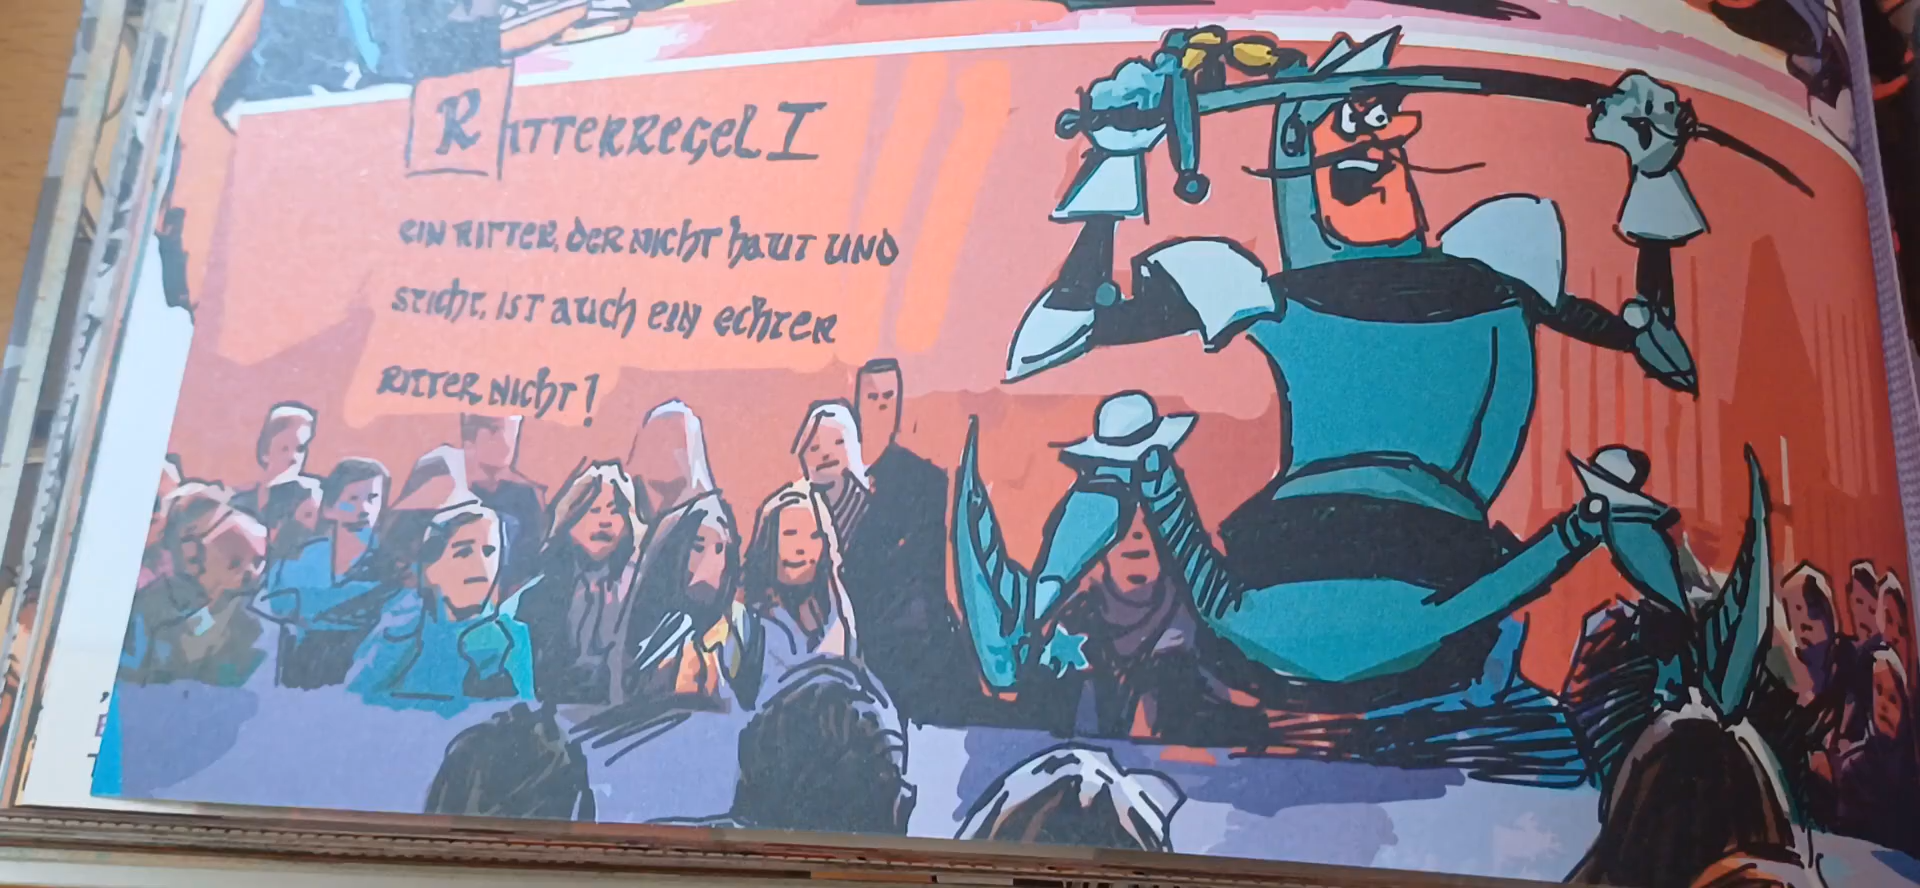 RITTERREGEL I
EIN RITTER, DER NICHT HAUT UND
STICHT, IST AUCH EIN ECHTER
RITTER NICHT!